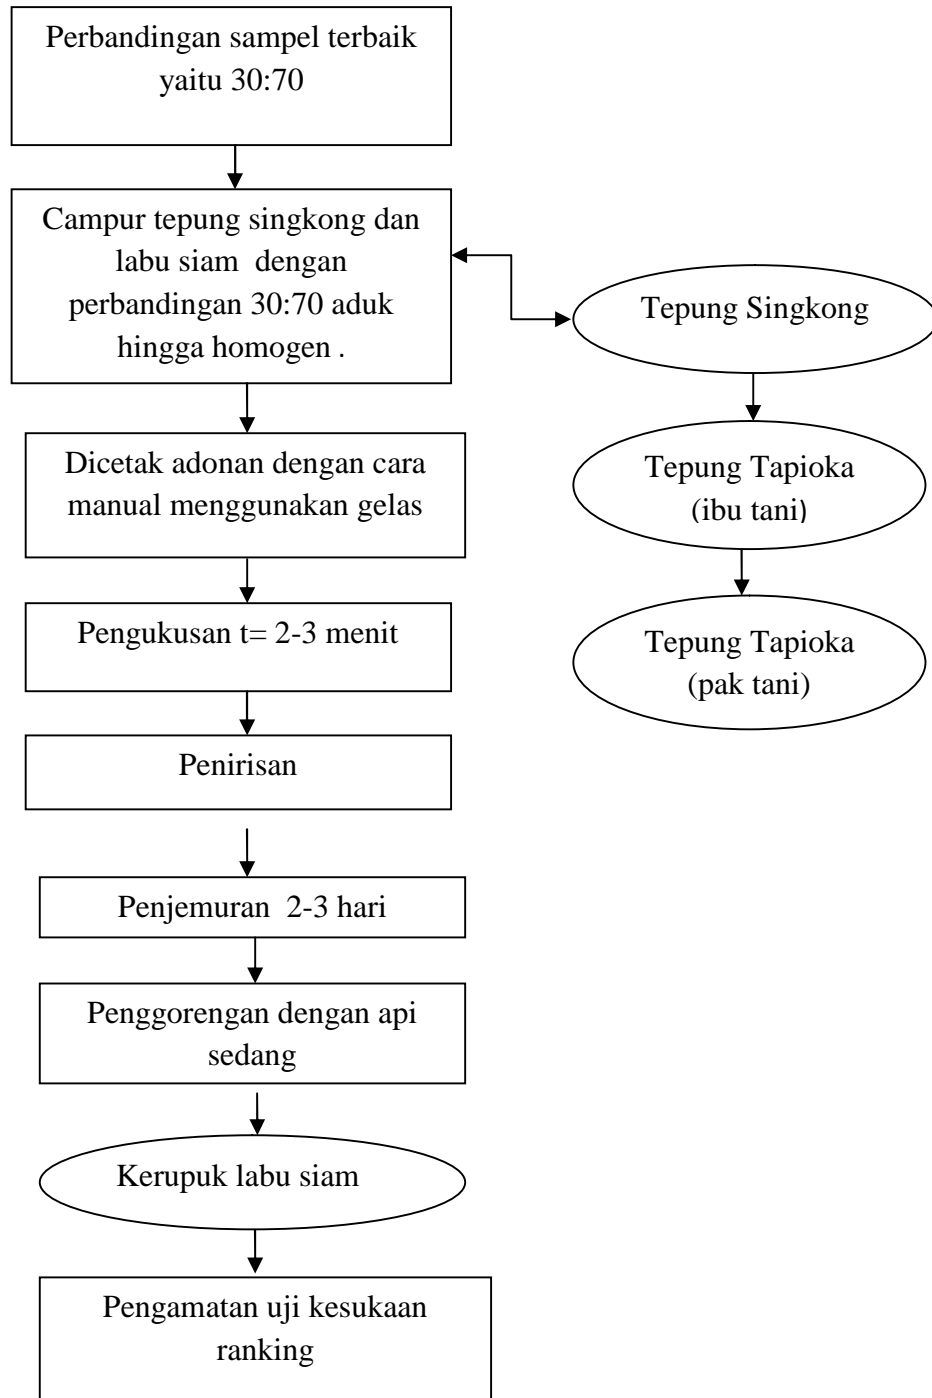 Perbandingan sampel terbaik
yaitu 30:70
Campur tepung singkong dan
labu siam dengan
perbandingan 30:70 aduk
hingga homogen .
Tepung Singkong
Dicetak adonan dengan cara
manual menggunakan gelas
Tepung Tapioka
(ibu tani)
Pengukusan t= 2-3 menit
Tepung Tapioka
(pak tani)
Penirisan
Penjemuran 2-3 hari
Penggorengan dengan api
sedang
Kerupuk labu siam
Pengamatan uji kesukaan
ranking